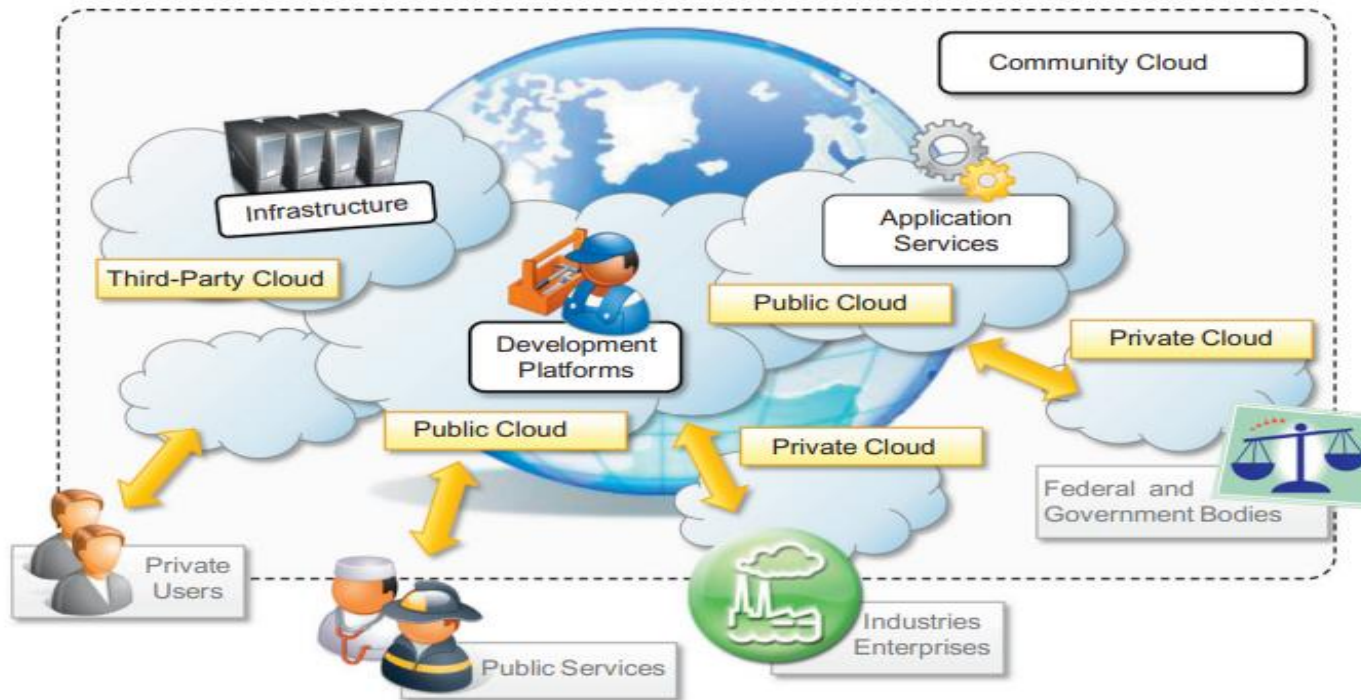 Community Cloud
Infrastructure
Application
Services
Third-Party Cloud
Public Cloud
Development
Platforms
Private Cloud
Public Cloud
Private Cloud
Federal and
Government Bodies
Private
Users
Industries
Enterprises
Public Services